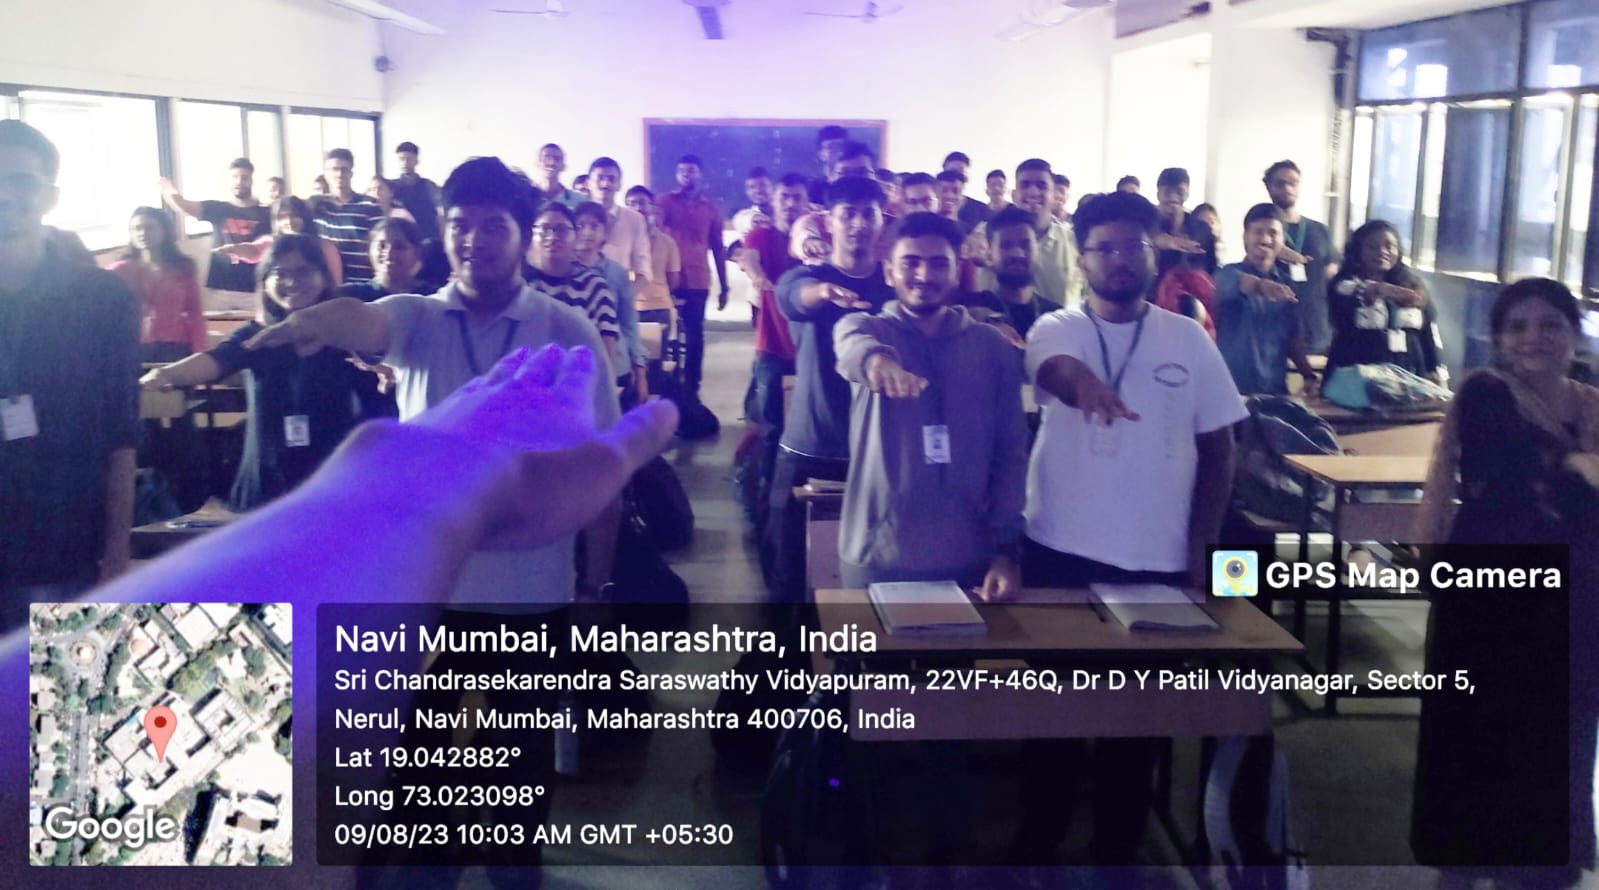 GPS Map Camera
Navi Mumbai, Maharashtra, India
Sri Chandrasekarendra Saraswathy Vidyapuram, 22VF+46Q, Dr D Y Patil Vidyanagar, Sector 5,
Nerul, Navi Mumbai, Maharashtra 400706, India
Lat 19.042882°
Long 73.023098°
09/08/23 10:03 AM GMT +05:30
Google